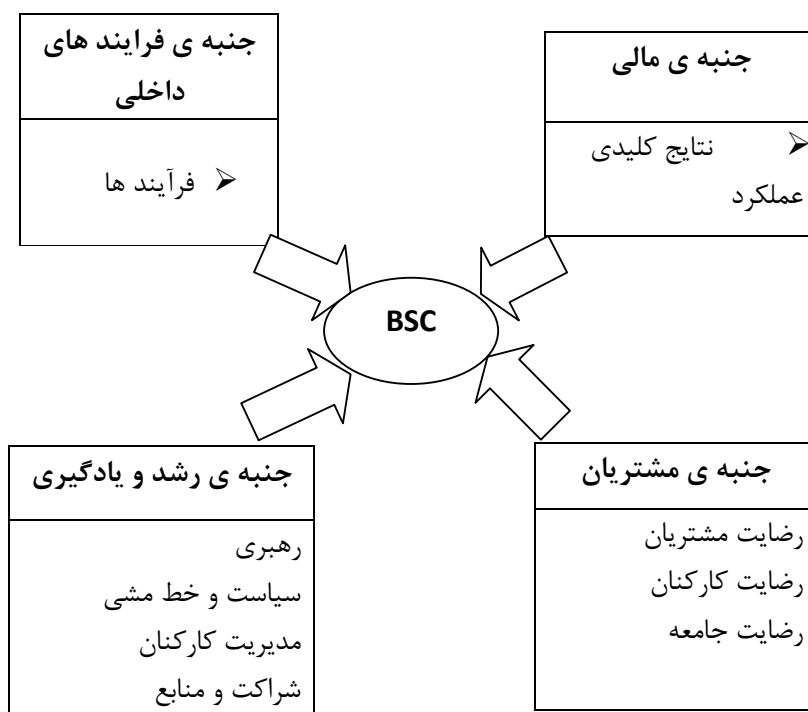 جنبه ی مالی
➢ نتایج کلیدی
عملکرد
جنبه ی فرایند های
داخلی
➢ فرآیند ها
BSC
جنبه ی مشتریان
رضایت مشتریان
رضایت کارکنان
رضایت جامعه
جنبه ی رشد و یادگیری
رهبری
سیاست و خط مشی
مدیریت کارکنان
شراکت و منابع